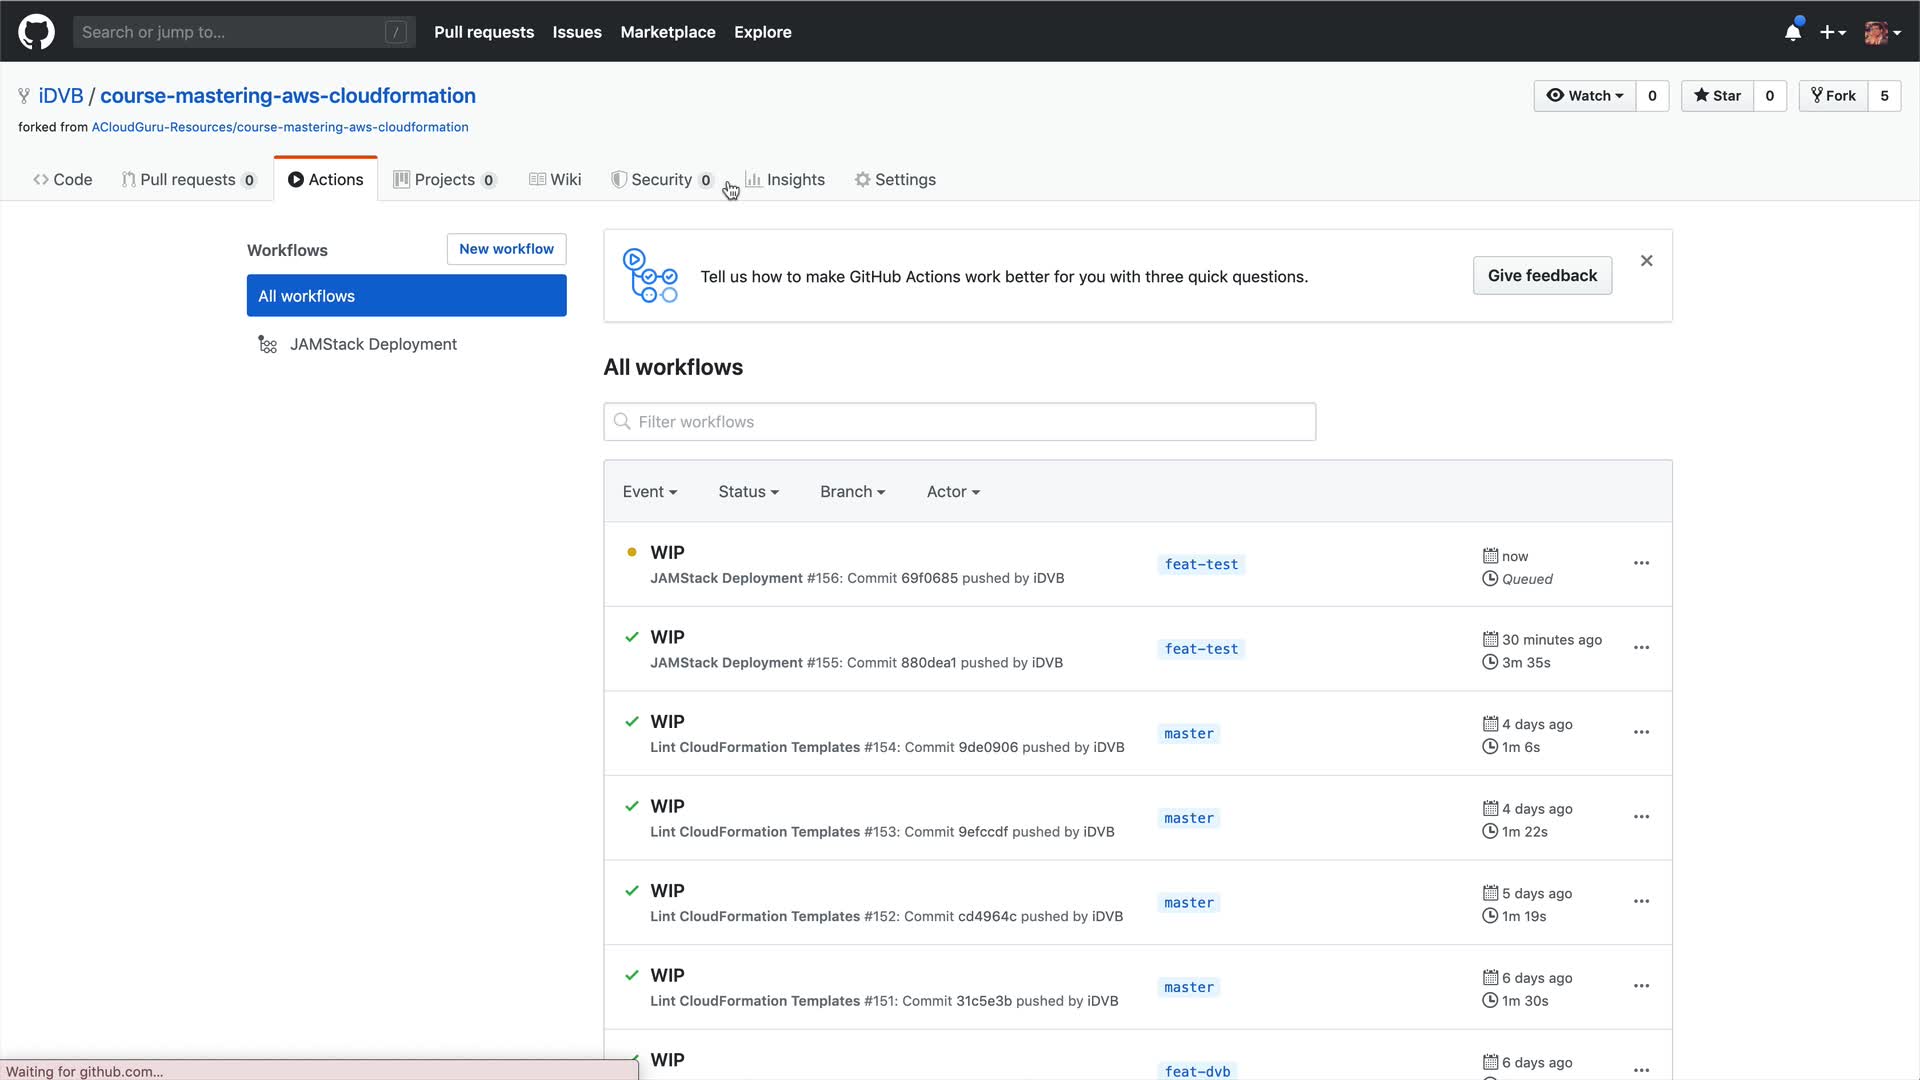 Search or jump to... / Pull requests Issues Marketplace Explore
iDVB / course-mastering-aws-cloudformation Watch 0 Star 0 Fork 5
forked from ACloudGuru-Resources/course-mastering-aws-cloudformation
Code Pull requests 0 Actions Projects 0 Wiki Security 0 Insights Settings
Workflows New workflow
All workflows
JAMStack Deployment
Tell us how to make GitHub Actions work better for you with three quick questions. Give feedback
All workflows
Filter workflows
Event Status Branch Actor
WIP
JAMStack Deployment #156: Commit 69f0685 pushed by iDVB
feat-test
now
Queued
WIP
JAMStack Deployment #155: Commit 880dea1 pushed by iDVB
feat-test
30 minutes ago
3m 35s
WIP
Lint CloudFormation Templates #154: Commit 9de0906 pushed by iDVB
master
4 days ago
1m 6s
WIP
Lint CloudFormation Templates #153: Commit 9efccdf pushed by iDVB
master
4 days ago
1m 22s
WIP
Lint CloudFormation Templates #152: Commit cd4964c pushed by iDVB
master
5 days ago
1m 19s
WIP
Lint CloudFormation Templates #151: Commit 31c5e3b pushed by iDVB
master
6 days ago
1m 30s
WIP
feat-dvb
6 days ago
Waiting for github.com...